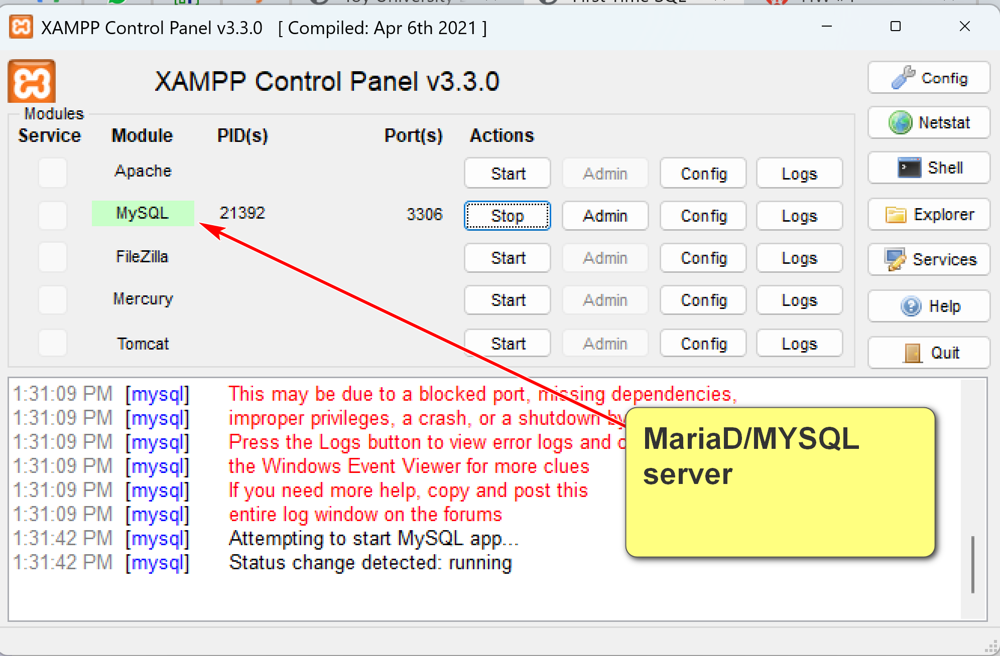 XAMPP Control Panel v3.3.0 [ Compiled: Apr 6th 2021 ]
XAMPP Control Panel v3.3.0
Config
Modules
Netstat
Service Module PID(s) Port(s) Actions
Shell
Apache Start Admin Config Logs
MySQL 21392 3306 Stop Admin Config Logs
Explorer
FileZilla Start Admin Config Logs
Services
Mercury Start Admin Config Logs
Help
Tomcat Start Admin Config Logs
Quit
1:31:09 PM [mysql] This may be due to a blocked port, missing dependencies,
1:31:09 PM [mysql] improper privileges, a crash, or a shutdown by
1:31:09 PM [mysql] Press the Logs button to view error logs and
1:31:09 PM [mysql] the Windows Event Viewer for more clues
1:31:09 PM [mysql] If you need more help, copy and post this
1:31:09 PM [mysql] entire log window on the forums
1:31:42 PM [mysql] Attempting to start MySQL app...
1:31:42 PM [mysql] Status change detected: running
MariaD/MYSQL
server